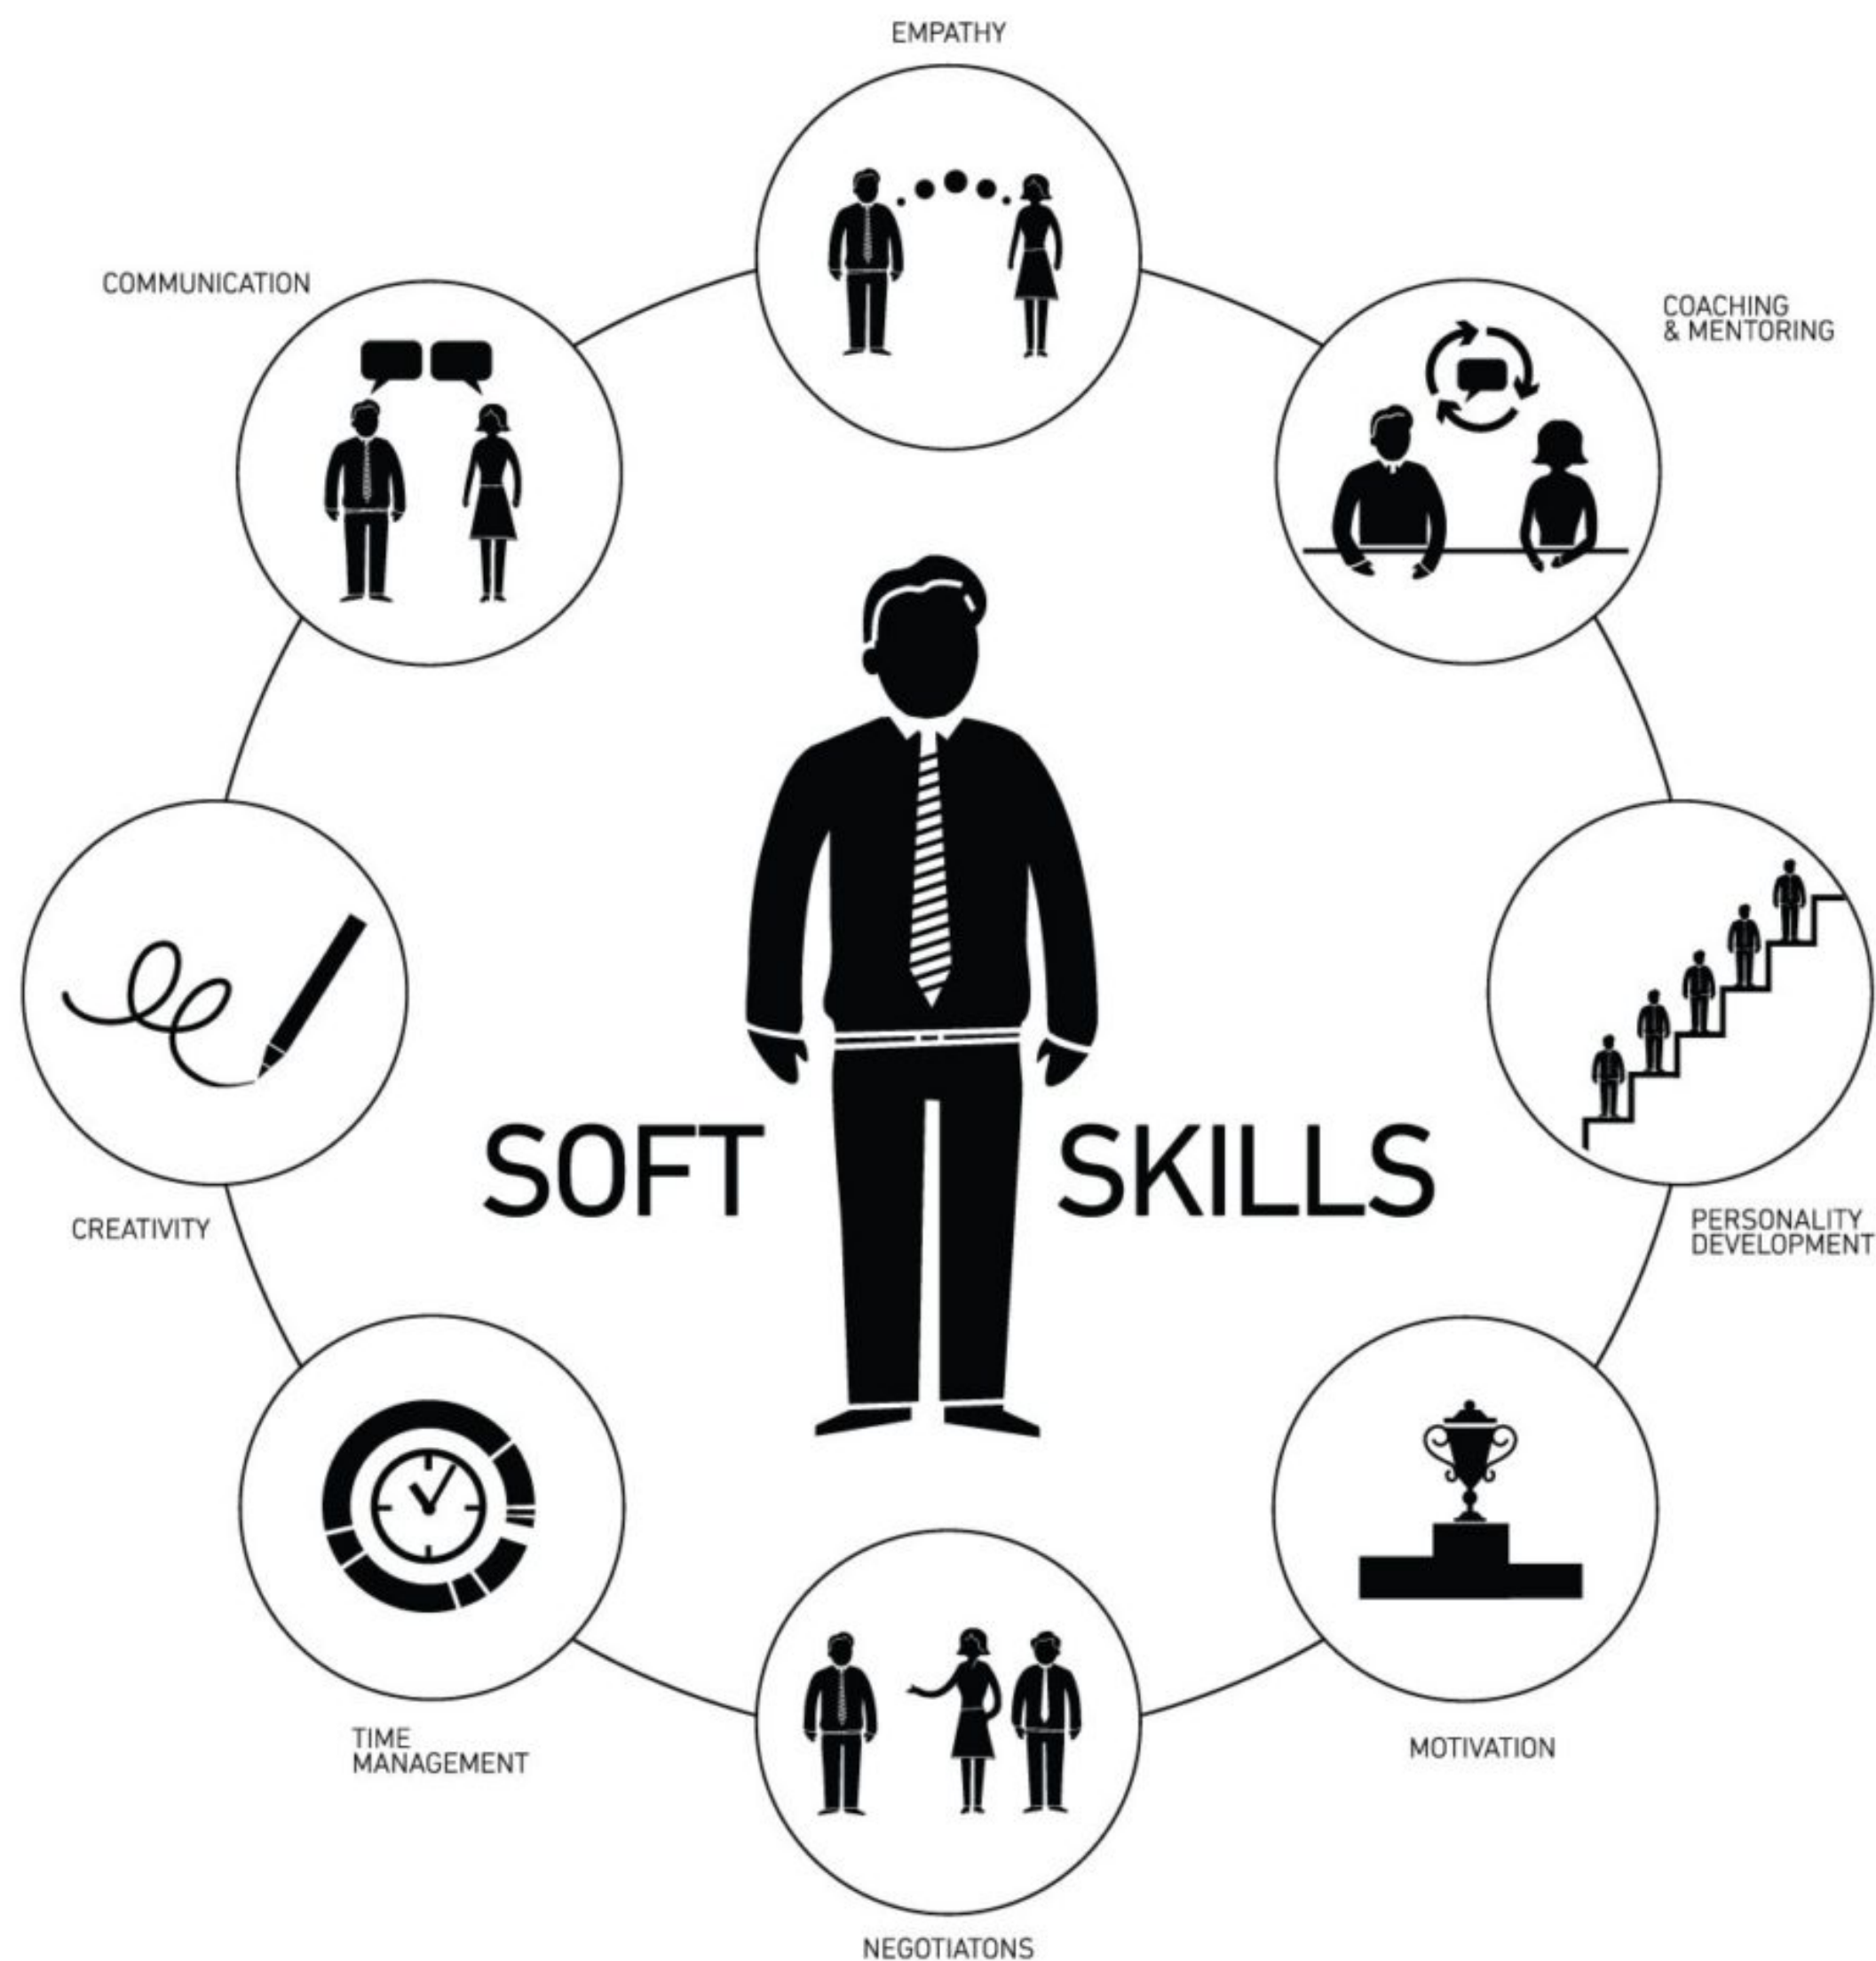 EMPATHY
COMMUNICATION
COACHING
& MENTORING
SOFT SKILLS
CREATIVITY
PERSONALITY
DEVELOPMENT
TIME
MANAGEMENT
MOTIVATION
NEGOTIATONS